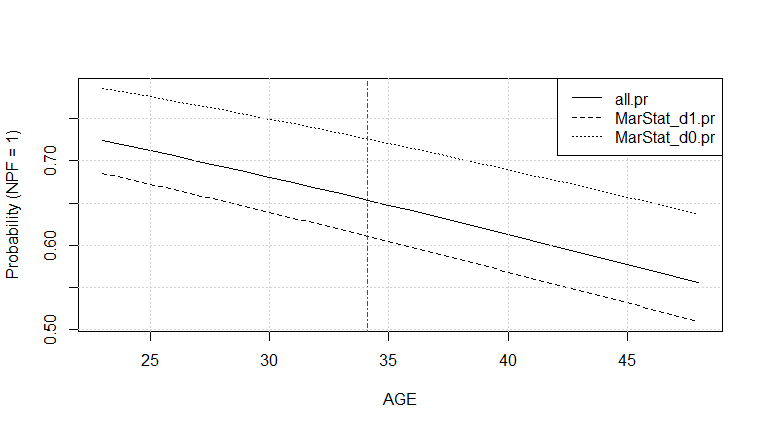 all.pr
MarStat_d1.pr
MarStat_d0.pr
Probability (NPF = 1)
0.70
0.60
0.50
25 30 35 40 45
AGE